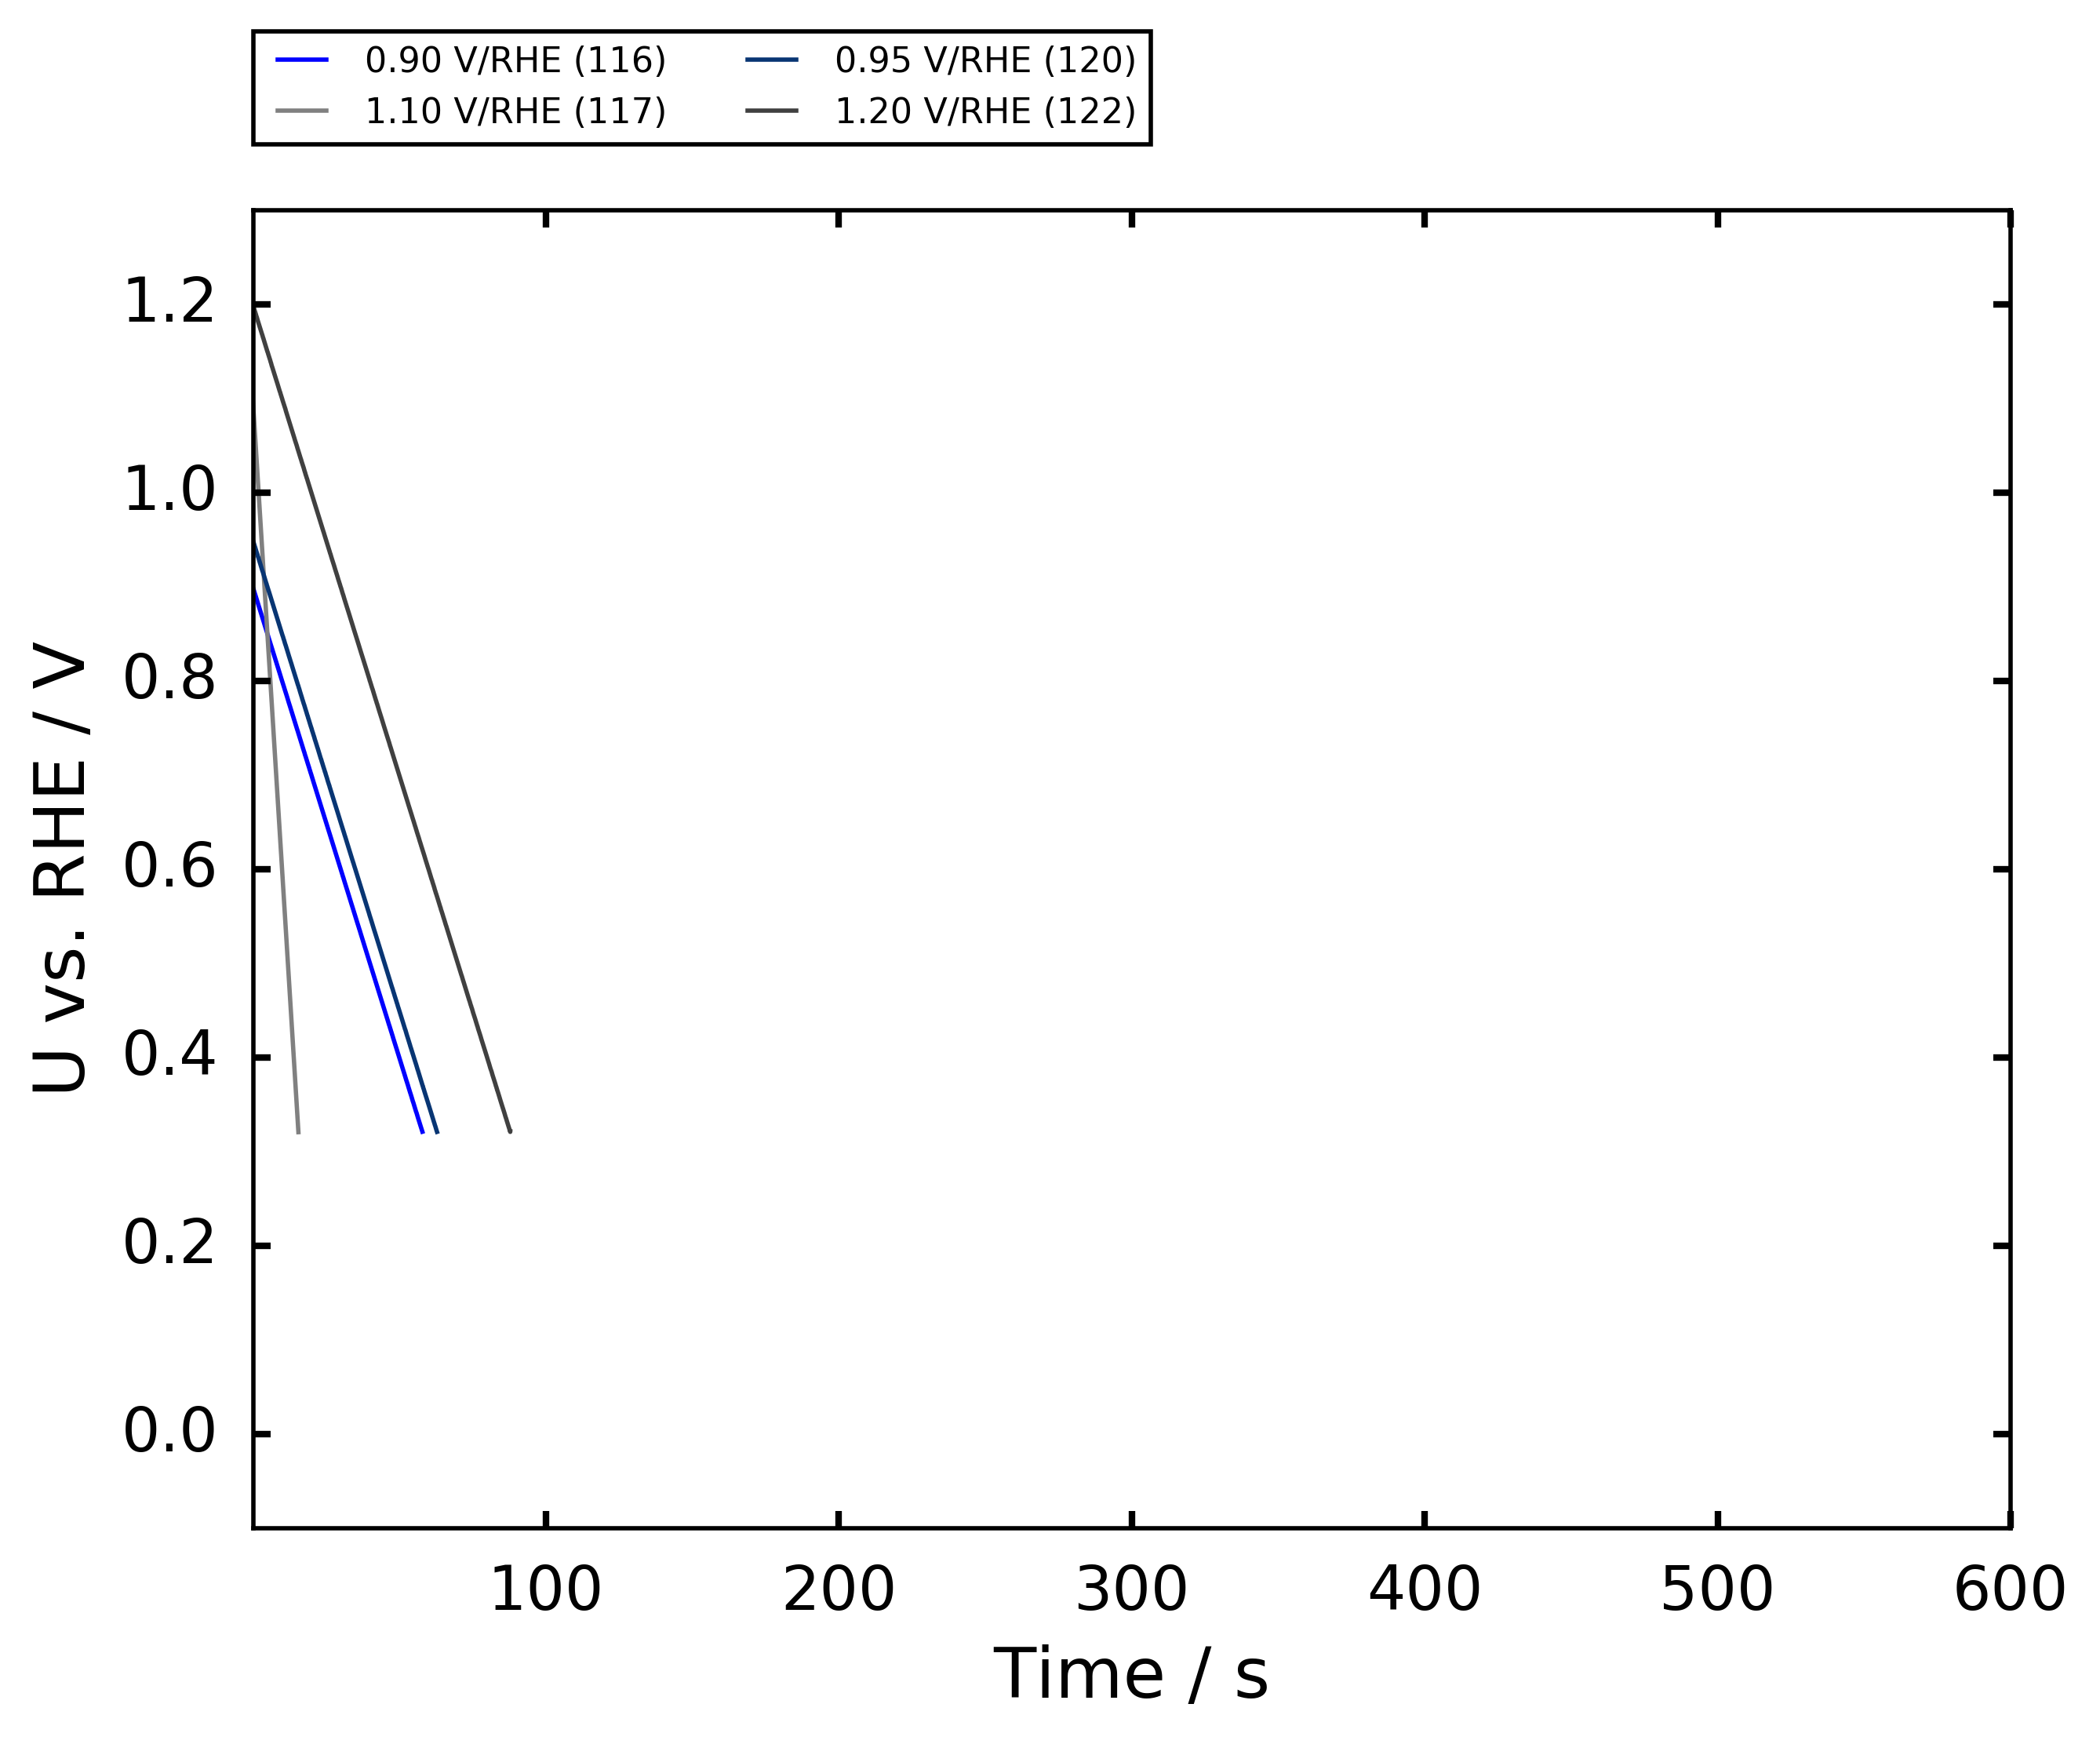 0.90 V/RHE (116) 0.95 V/RHE (120)
1.10 V/RHE (117) 1.20 V/RHE (122)
1.2
1.0
0.8
0.6
0.4
0.2
0.0
U vs. RHE / V
100 200 300 400 500 600
Time / s